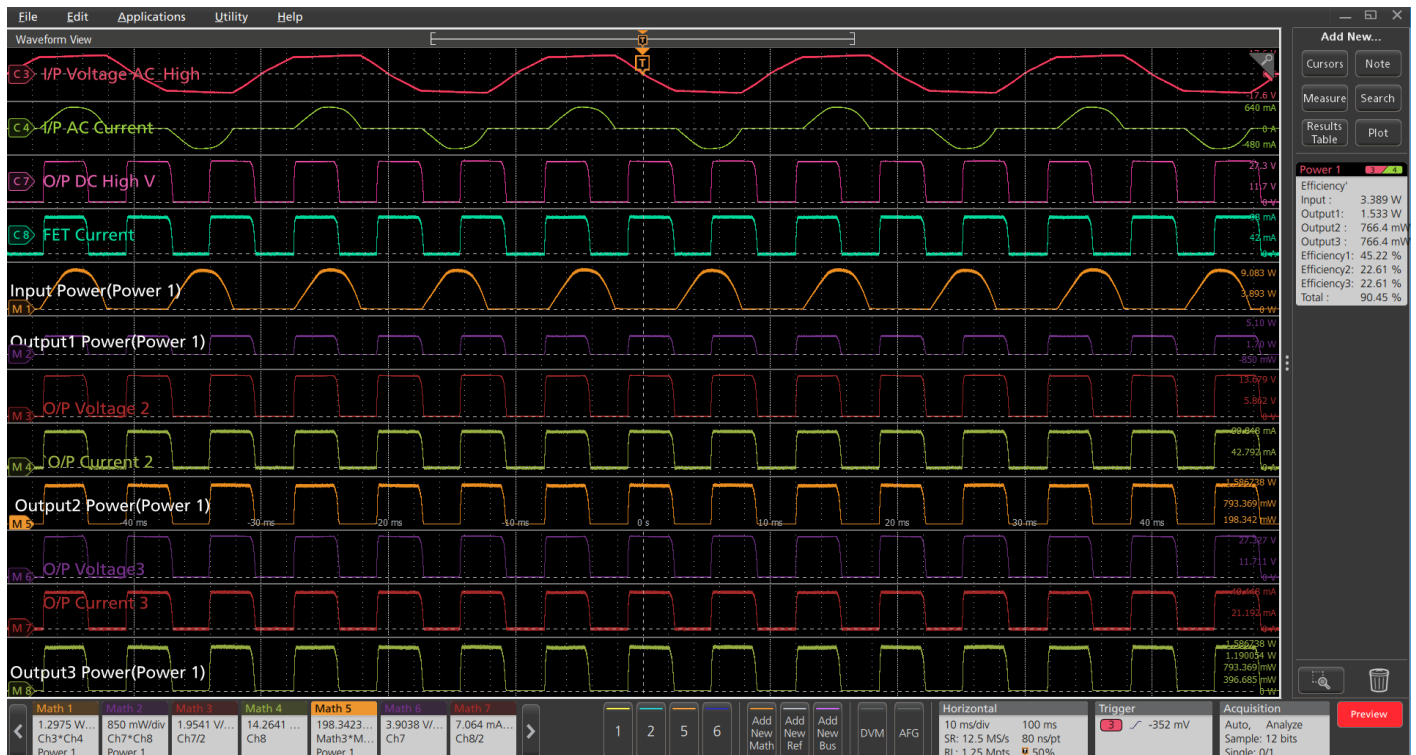 File Edit Applications Utility Help
Waveform View
Add New...
Cursors Note
Measure Search
Results Table Plot
C 3 I/P Voltage AC_High
-17.6 V
C 4 I/P AC Current
640 mA
0 A
-480 mA
C 7 O/P DC High V
27.3 V
11.7 V
0 V
C 8 FET Current
42 mA
Input Power(Power 1)
M 1
9.083 W
3.893 W
0 W
Output1 Power(Power 1)
M 2
5.10 W
1.70 W
-850 mW
M 3 O/P Voltage 2
13.679 V
5.862 V
0 V
M 4 O/P Current 2
42.792 mA
0 A
Output2 Power(Power 1)
M 5
1.586738 W
793.369 mW
198.342 mW
-40 ms -30 ms -20 ms -10 ms 0 s 10 ms 20 ms 30 ms 40 ms
M 6 O/P Voltage3
27.327 V
11.711 V
0 V
M 7 O/P Current 3
21.192 mA
0 A
Output3 Power(Power 1)
M 8
1.586738 W
1.190054 W
793.369 mW
396.685 mW
0 W
Power 1 3 4
Efficiency'
Input : 3.389 W
Output1: 1.533 W
Output2 : 766.4 mW
Output3 : 766.4 mW
Efficiency1: 45.22 %
Efficiency2: 22.61 %
Efficiency3: 22.61 %
Total : 90.45 %
Math 1
1.2975 W...
Ch3*Ch4
Power 1
Math 2
850 mW/div
Ch7*Ch8
Power 1
Math 3
1.9541 V/...
Ch7/2
Math 4
14.2641 ...
Ch8
Math 5
198.3423...
Math3*M...
Power 1
Math 6
3.9038 V/...
Ch7
Math 7
7.064 mA...
Ch8/2
1 2 5 6
Add New Math
Add New Ref
Add New Bus
DVM AFG
Horizontal
10 ms/div 100 ms
SR: 12.5 MS/s 80 ns/pt
RL: 1.25 Mpts 50%
Trigger
3 -352 mV
Acquisition
Auto, Analyze
Sample: 12 bits
Single: 0/1
Preview